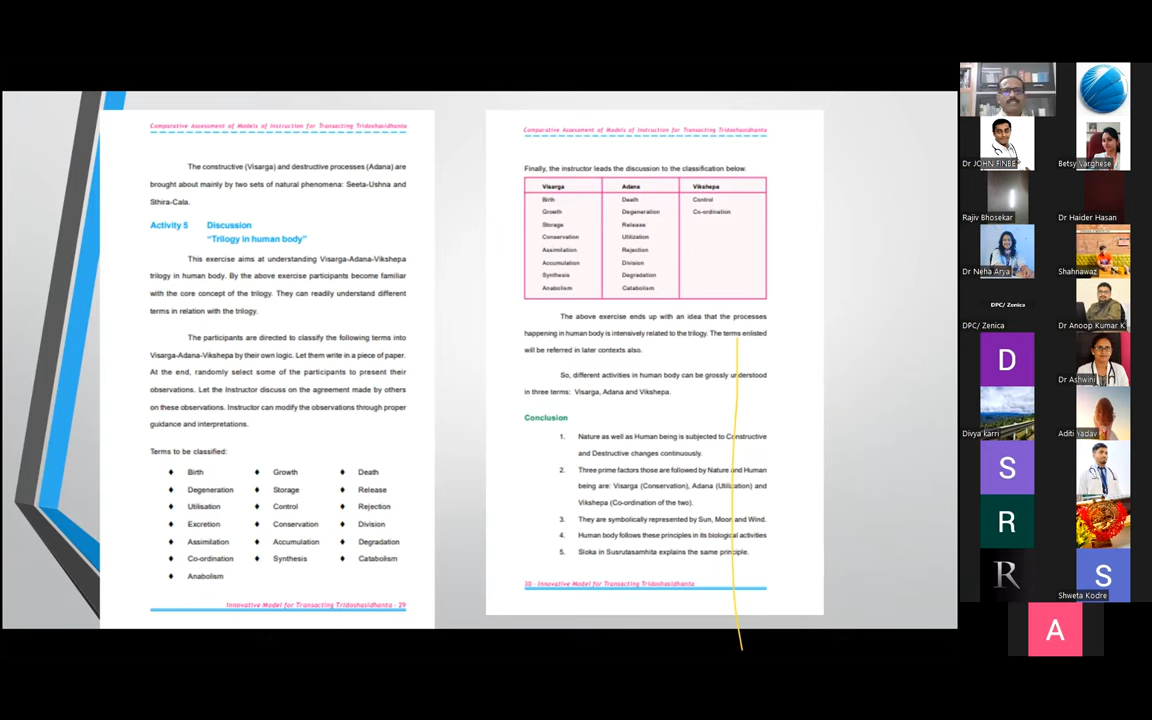 Comparative Assessment of Models of Instruction for Transacting Tridoshasidhanta
The constructive (Visarga) and destructive processes (Adana) are
brought about mainly by two sets of natural phenomena: Seeta-Ushna and
Sthira-Cala.
Activity 5 Discussion
"Trilogy in human body"
This exercise aims at understanding Visarga-Adana-Vikshepa
trilogy in human body. By the above exercise participants become familiar
with the core concept of the trilogy. They can readily understand different
terms in relation with the trilogy.
The participants are directed to classify the following terms into
Visarga-Adana-Vikshepa by their own logic. Let them write in a piece of paper.
At the end, randomly select some of the participants to present their
observations. Let the Instructor discuss on the agreement made by others
on these observations. Instructor can modify the observations through proper
guidance and interpretations.
Terms to be classified:
♦ Birth ♦ Growth ♦ Death
♦ Degeneration ♦ Storage ♦ Release
♦ Utilisation ♦ Control ♦ Rejection
♦ Excretion ♦ Conservation ♦ Division
♦ Assimilation ♦ Accumulation ♦ Degradation
♦ Co-ordination ♦ Synthesis ♦ Catabolism
♦ Anabolism
Innovative Model for Transacting Tridoshasidhanta - 29
Comparative Assessment of Models of Instruction for Transacting Tridoshasidhanta
Finally, the instructor leads the discussion to the classification below.
Visarga Adana Vikshepa
Birth Death Control
Growth Degeneration Co-ordination
Storage Release
Conservation Utilization
Assimilation Rejection
Accumulation Division
Synthesis Degradation
Anabolism Catabolism
The above exercise ends up with an idea that the processes
happening in human body is intensively related to the trilogy. The terms enlisted
will be referred in later contexts also.
So, different activities in human body can be grossly understood
in three terms: Visarga, Adana and Vikshepa.
Conclusion
1. Nature as well as Human being is subjected to Constructive
and Destructive changes continuously.
2. Three prime factors those are followed by Nature and Human
being are: Visarga (Conservation), Adana (Utilization) and
Vikshepa (Co-ordination of the two).
3. They are symbolically represented by Sun, Moon and Wind.
4. Human body follows these principles in its biological activities
5. Sloka in Susrutasamhita explains the same principle.
30 - Innovative Model for Transacting Tridoshasidhanta
Dr JOHN FINBE
Betsy Varghese
Rajiv Bhosekar
Dr Haider Hasan
Dr Neha Arya
Shahnawaz
DPC/ Zenica
DPC/ Zenica
Dr Anoop Kumar K
D
Dr Ashwini
Divya karri
Aditi Yadav
S
R
R
S
Shweta Kodre
A